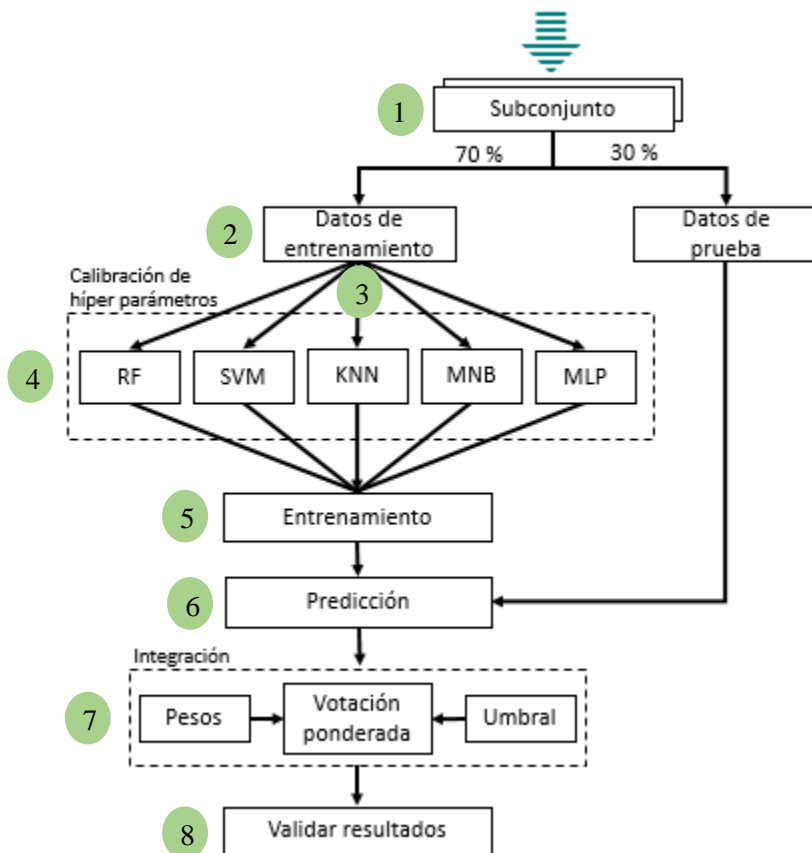 1
Subconjunto
70 %
30 %
2
Datos de
entrenamiento
Datos de
prueba
Calibración de
híper parámetros
3
4
RF
SVM
KNN
MNB
MLP
5
Entrenamiento
6
Predicción
Integración
7
Pesos
Votación
ponderada
Umbral
8
Validar resultados